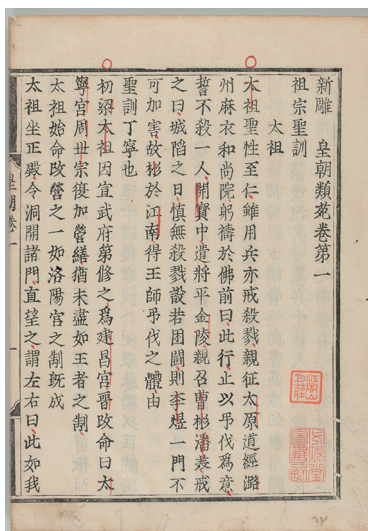 新雕　皇朝類苑卷第一
祖宗聖訓
太祖
太祖聖性至仁雖用兵亦戒殺戮親征太原道經潞
州麻衣和尚院躬禱於佛前曰此行止以弔伐爲意
誓不殺一人開寶中遣將平金陵親召曹彬潘美戒
之曰城陷之日慎無殺戮設若困鬬則李煜一門不
可加害故彬於江南得王師弔伐之體由
聖訓丁寧也
初梁太祖因宣武府第修之爲建昌宮晉改命曰大
寧宮周世宗復加營繕猶未盡如王者之制
太祖始命改營之一如洛陽宮之制既成
太祖坐正殿令洞開諸門直望之謂左右曰此如我
皇朝卷一
一